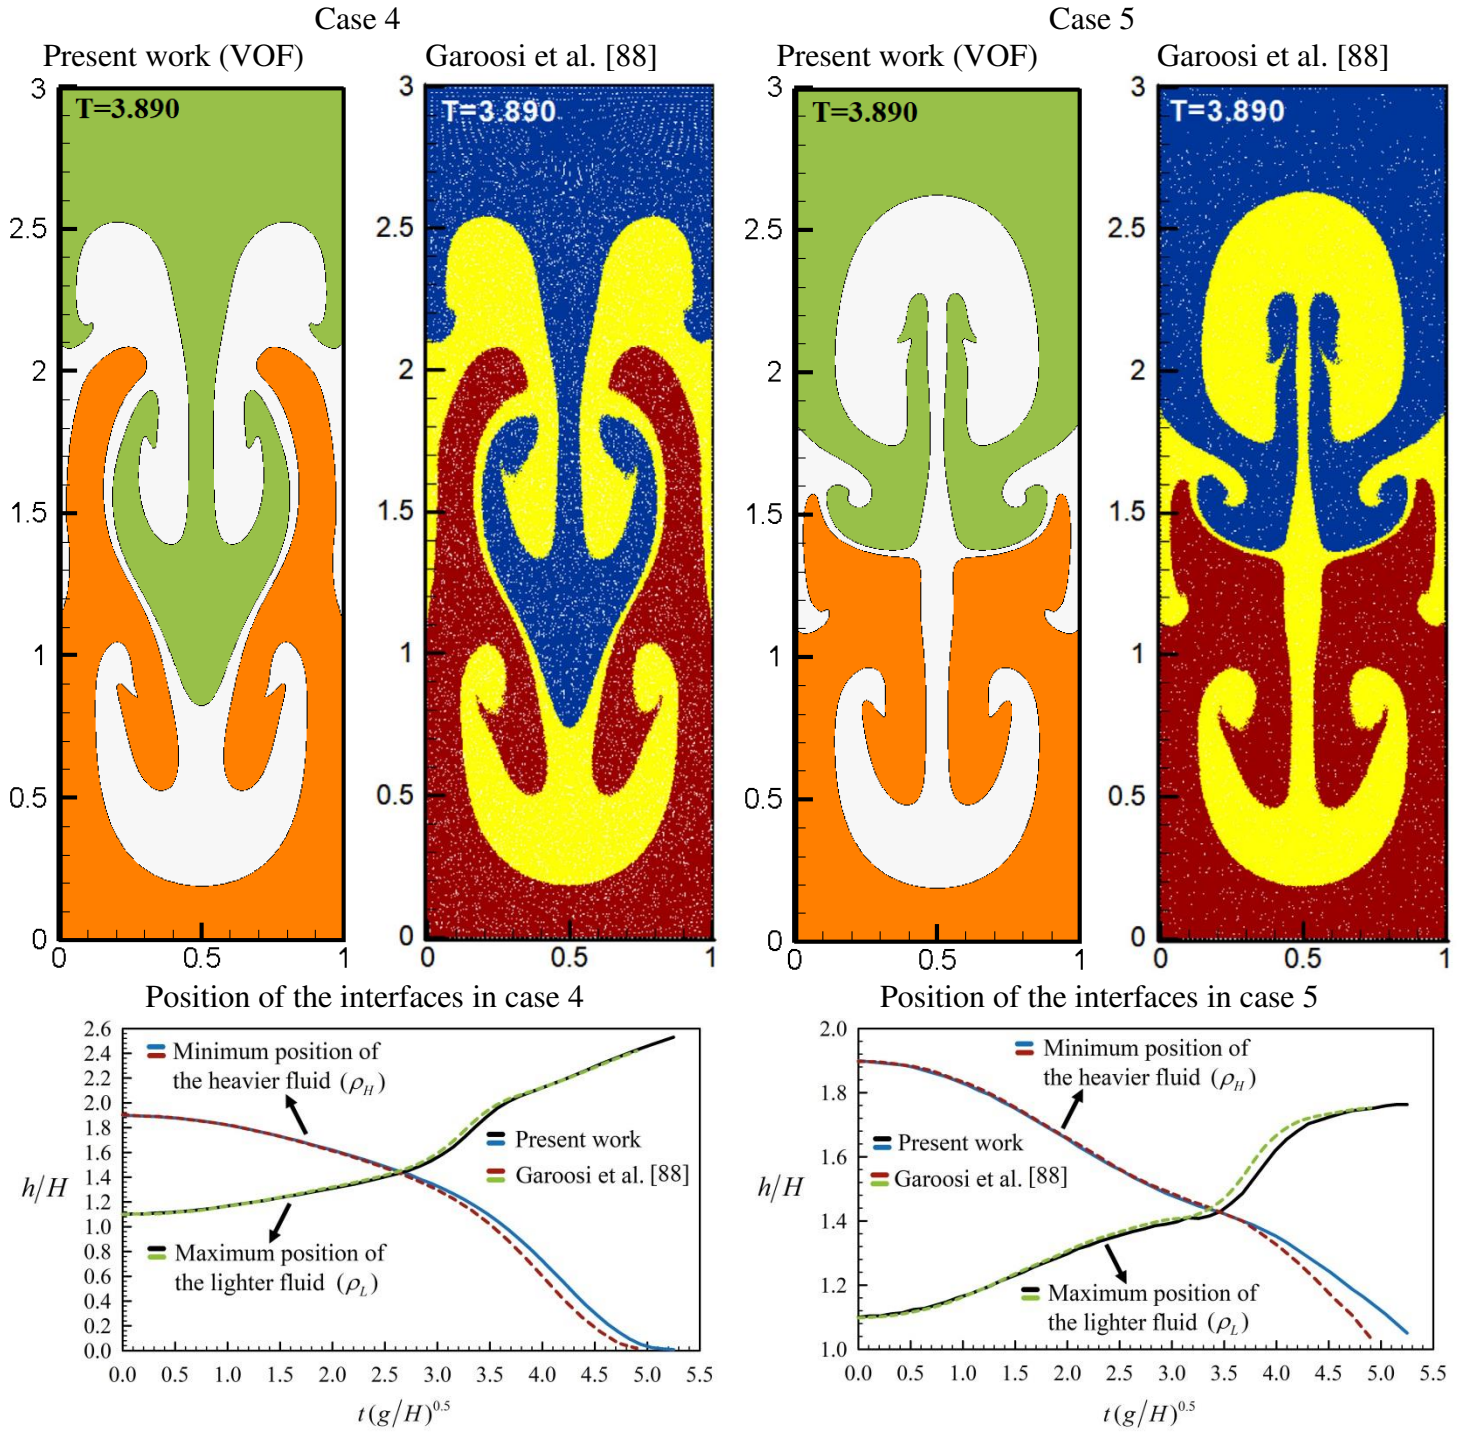 Case 4
Case 5
Present work (VOF)
Garoosi et al. [88]
Present work (VOF)
Garoosi et al. [88]
T=3.890
3
2.5
2
1.5
1
0.5
0
0
0.5
1
T=3.890
3
2.5
2
1.5
1
0.5
0
0
0.5
1
T=3.890
3
2.5
2
1.5
1
0.5
0
0
0.5
1
T=3.890
3
2.5
2
1.5
1
0.5
0
0
0.5
1
Position of the interfaces in case 4
2.6
2.4
2.2
2.0
1.8
1.6
1.4
1.2
1.0
0.8
0.6
0.4
0.2
0.0
h/H
Minimum position of
the heavier fluid (ρH)
Present work
Garoosi et al. [88]
Maximum position of
the lighter fluid (ρL)
0.0 0.5 1.0 1.5 2.0 2.5 3.0 3.5 4.0 4.5 5.0 5.5
t(g/H)^0.5
Position of the interfaces in case 5
2.0
1.8
1.6
1.4
1.2
1.0
h/H
Minimum position of
the heavier fluid (ρH)
Present work
Garoosi et al. [88]
Maximum position of
the lighter fluid (ρL)
0.0 0.5 1.0 1.5 2.0 2.5 3.0 3.5 4.0 4.5 5.0 5.5
t(g/H)^0.5